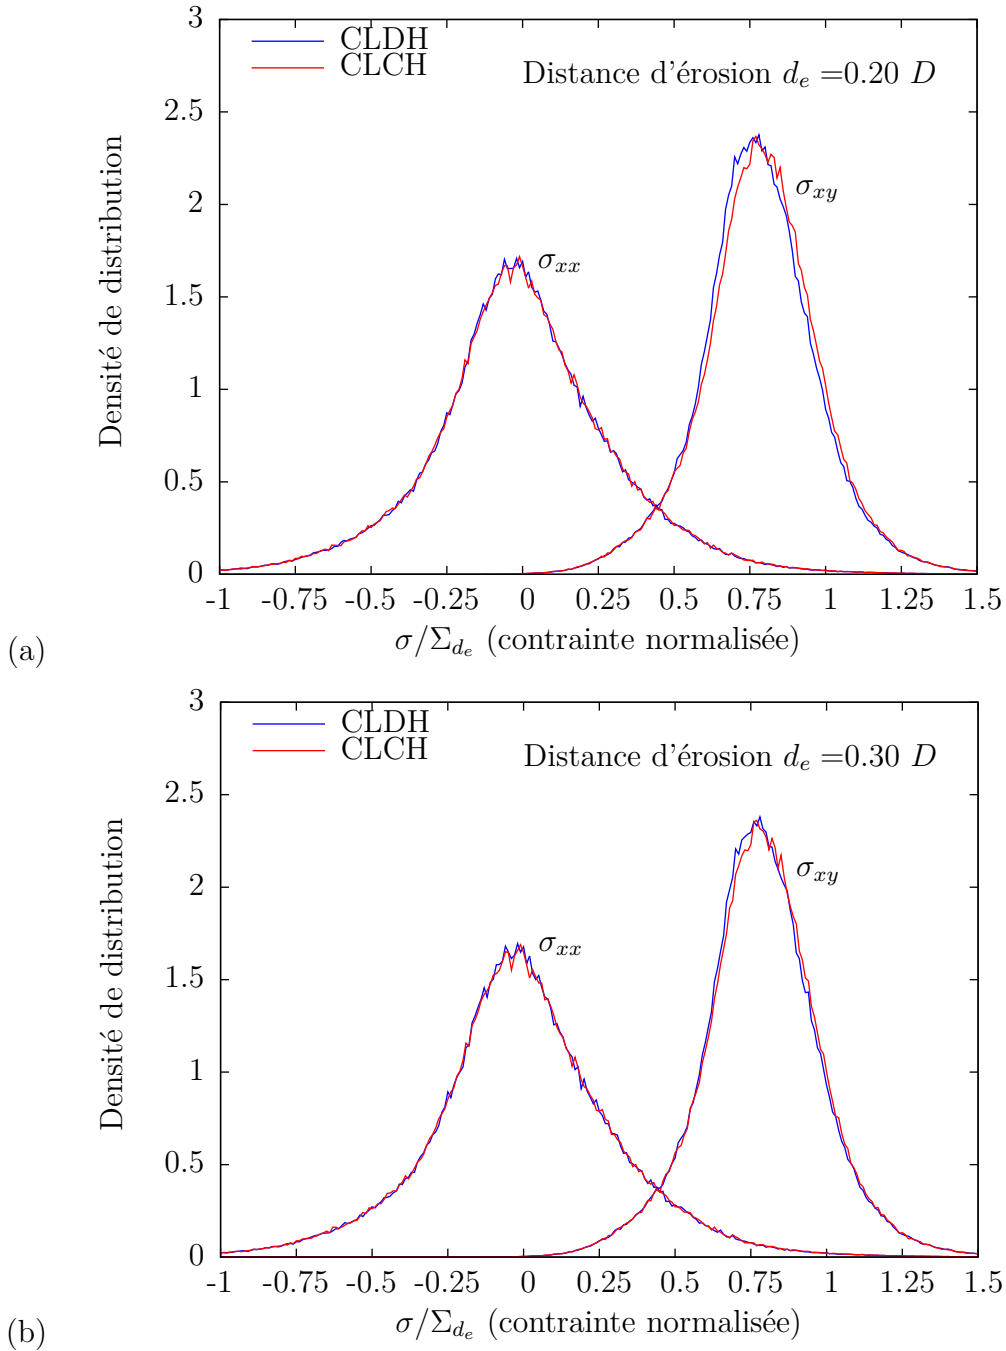 3
2.5
2
1.5
1
0.5
0
CLDH
CLCH
Distance d'érosion d_e =0.20 D
σ_xx
σ_xy
Densité de distribution
-1 -0.75 -0.5 -0.25 0 0.25 0.5 0.75 1 1.25 1.5
σ/Σ_{d_e} (contrainte normalisée)
(a)
3
2.5
2
1.5
1
0.5
0
CLDH
CLCH
Distance d'érosion d_e =0.30 D
σ_xx
σ_xy
Densité de distribution
-1 -0.75 -0.5 -0.25 0 0.25 0.5 0.75 1 1.25 1.5
σ/Σ_{d_e} (contrainte normalisée)
(b)